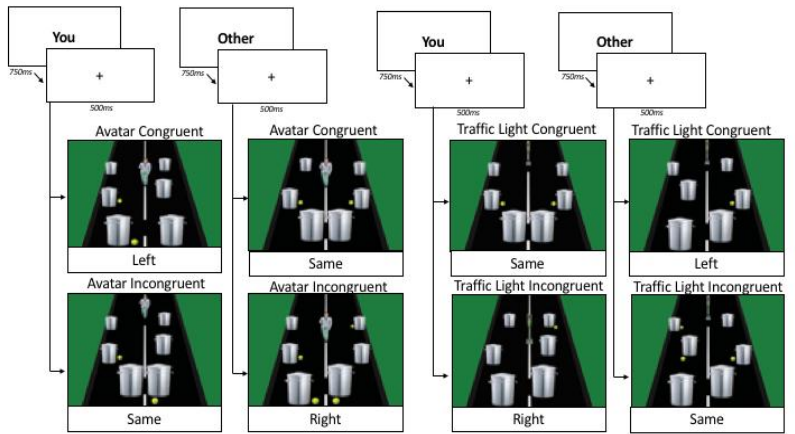 You
Other
You
Other
+
+
+
+
750ms
750ms
750ms
750ms
500ms
500ms
500ms
500ms
Avatar Congruent
Avatar Congruent
Traffic Light Congruent
Traffic Light Congruent
Left
Same
Same
Left
Avatar Incongruent
Avatar Incongruent
Traffic Light Incongruent
Traffic Light Incongruent
Same
Right
Right
Same